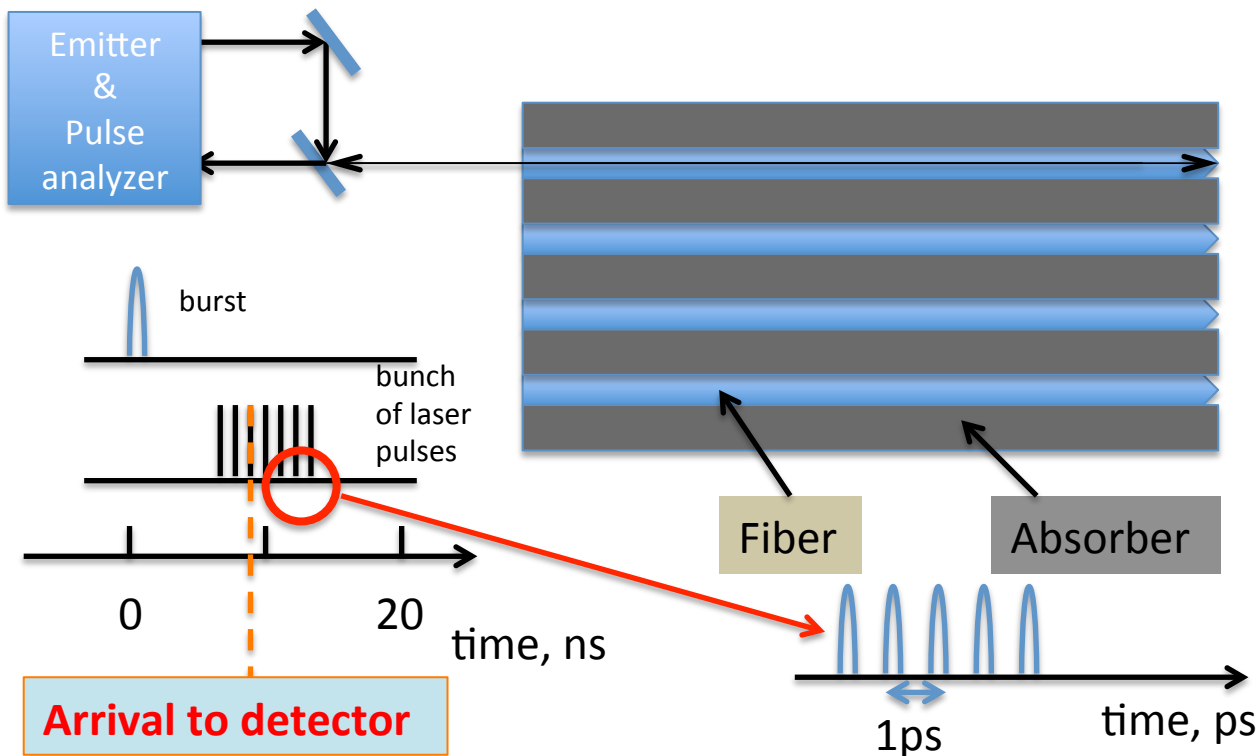 Emitter
&
Pulse
analyzer
burst
bunch
of laser
pulses
Fiber
Absorber
0
20
time, ns
1ps
time, ps
Arrival to detector